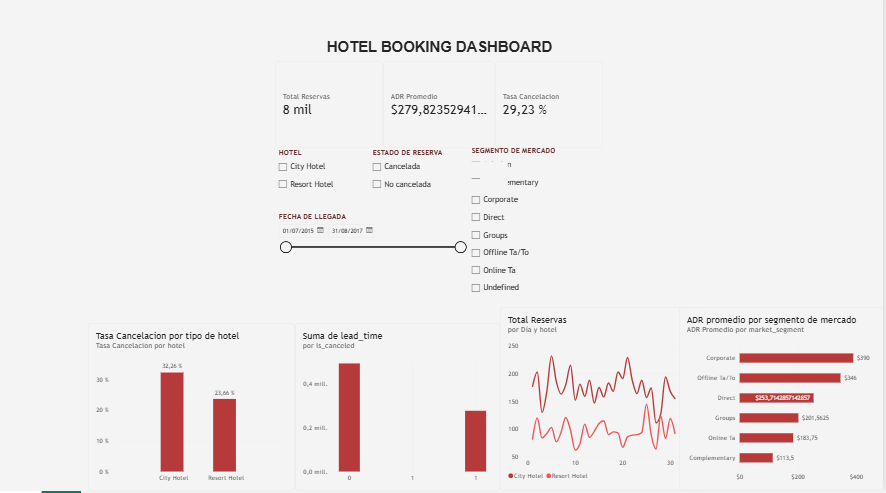 HOTEL BOOKING DASHBOARD
Total Reservas
8 mil
ADR Promedio
$279,82352941...
Tasa Cancelacion
29,23 %
HOTEL
City Hotel
Resort Hotel
ESTADO DE RESERVA
Cancelada
No cancelada
SEGMENTO DE MERCADO
ementary
Corporate
Direct
Groups
Offline Ta/To
Online Ta
Undefined
FECHA DE LLEGADA
01/07/2015 31/08/2017
Tasa Cancelacion por tipo de hotel
Tasa Cancelacion por hotel
32,26 %
23,66 %
30 %
20 %
10 %
0 %
City Hotel Resort Hotel
Suma de lead_time
por is_canceled
0,4 mill.
0,2 mill.
0,0 mill.
0 1 1
Total Reservas
por Dia y hotel
250
200
150
100
50
0 10 20 30
City Hotel Resort Hotel
ADR promedio por segmento de mercado
ADR Promedio por market_segment
Corporate $390
Offline Ta/To $346
Direct $253,7142857142857
Groups $201,5625
Online Ta $183,75
Complementary $113,5
$0 $200 $400